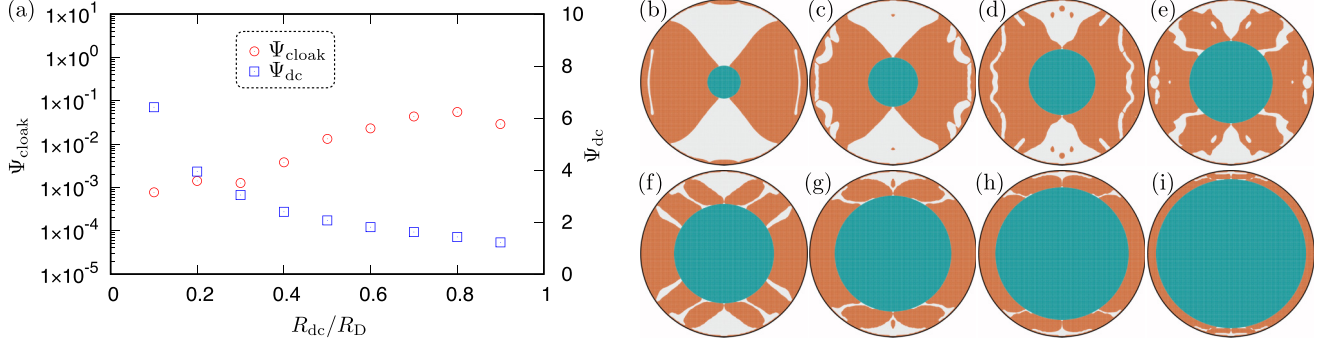 (a)
1×10^1
1×10^0
1×10^-1
1×10^-2
1×10^-3
1×10^-4
1×10^-5
Ψ_cloak
Ψ_cloak
Ψ_dc
10
8
6
4
2
0
Ψ_dc
0 0.2 0.4 0.6 0.8 1
R_dc/R_D
(b) (c) (d) (e)
(f) (g) (h) (i)